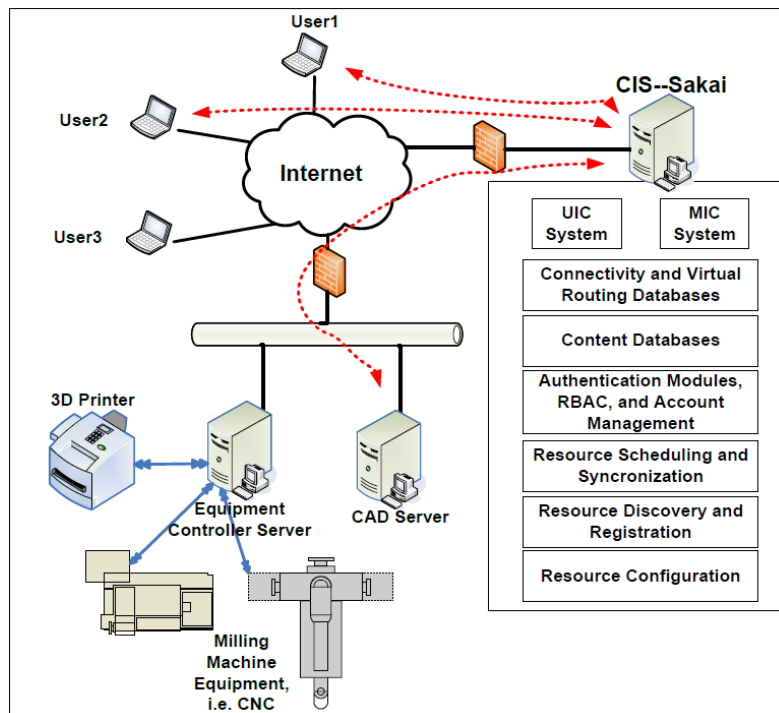 User1
CIS--Sakai
User2
Internet
User3
UIC
System
MIC
System
Connectivity and Virtual
Routing Databases
Content Databases
Authentication Modules,
RBAC, and Account
Management
3D Printer
Resource Scheduling and
Syncronization
Equipment
Controller Server
CAD Server
Resource Discovery and
Registration
Resource Configuration
Milling
Machine
Equipment,
i.e. CNC